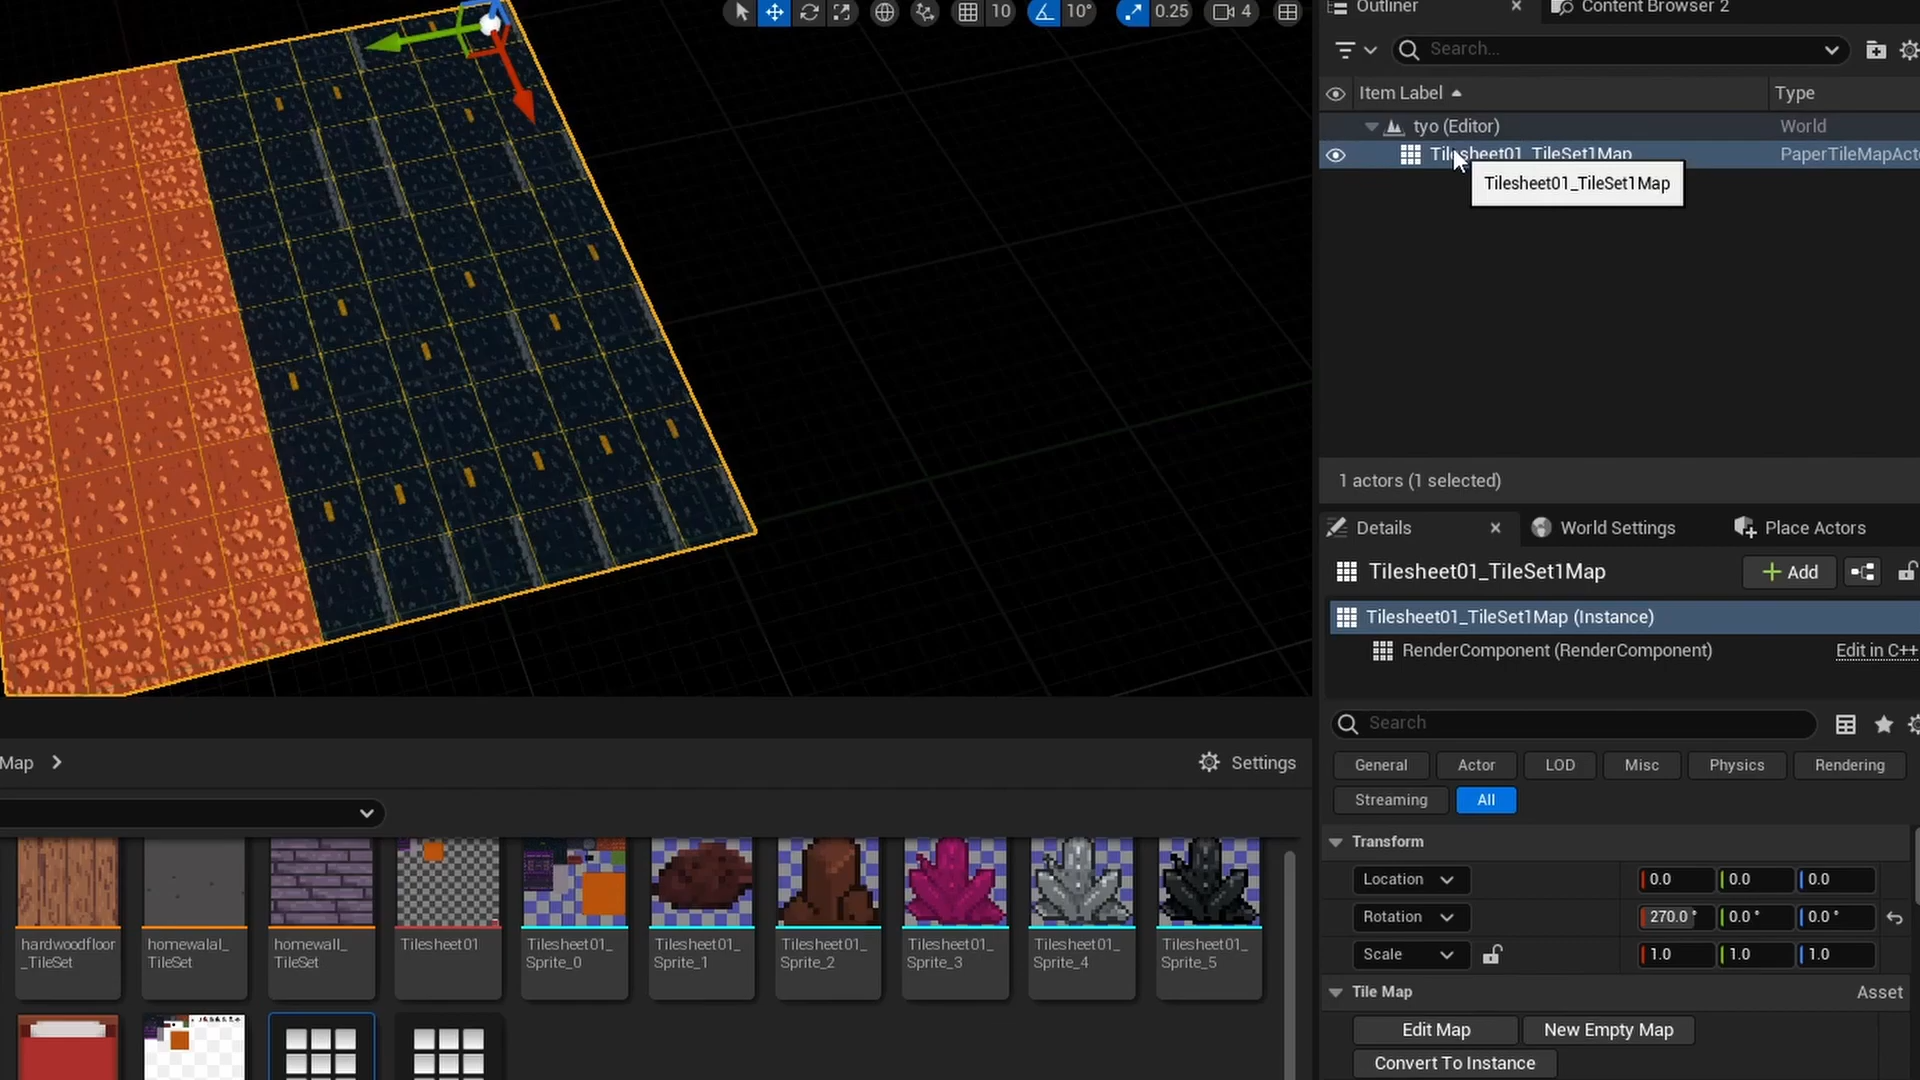 10
10°
0.25
4
Outliner
Content Browser 2
Search...
Item Label
Type
tyo (Editor)
World
Tilesheet01_TileSet1Map
PaperTileMapAct
Tilesheet01_TileSet1Map
1 actors (1 selected)
Details
World Settings
Place Actors
Tilesheet01_TileSet1Map
Add
Tilesheet01_TileSet1Map (Instance)
RenderComponent (RenderComponent)
Edit in C++
Search
General
Actor
LOD
Misc
Physics
Rendering
Streaming
All
Transform
Location
0.0
0.0
0.0
Rotation
270.0 °
0.0 °
0.0 °
Scale
1.0
1.0
1.0
Tile Map
Asset
Edit Map
New Empty Map
Convert To Instance
Map
Settings
hardwoodfloor
_TileSet
homewalal_
TileSet
homewall_
TileSet
Tilesheet01
Tilesheet01_
Sprite_0
Tilesheet01_
Sprite_1
Tilesheet01_
Sprite_2
Tilesheet01_
Sprite_3
Tilesheet01_
Sprite_4
Tilesheet01_
Sprite_5